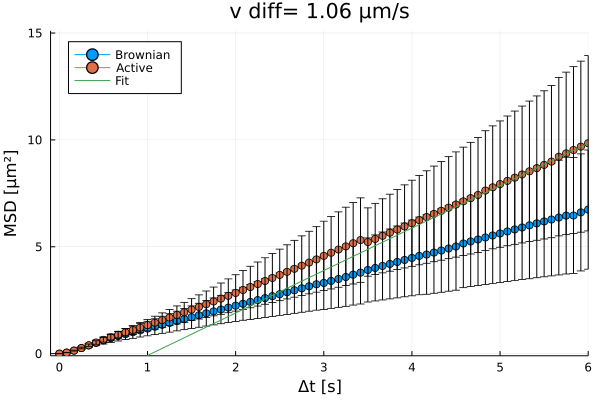 v diff= 1.06 μm/s
Brownian
Active
Fit
MSD [μm²]
15
10
5
0
0 1 2 3 4 5 6
Δt [s]